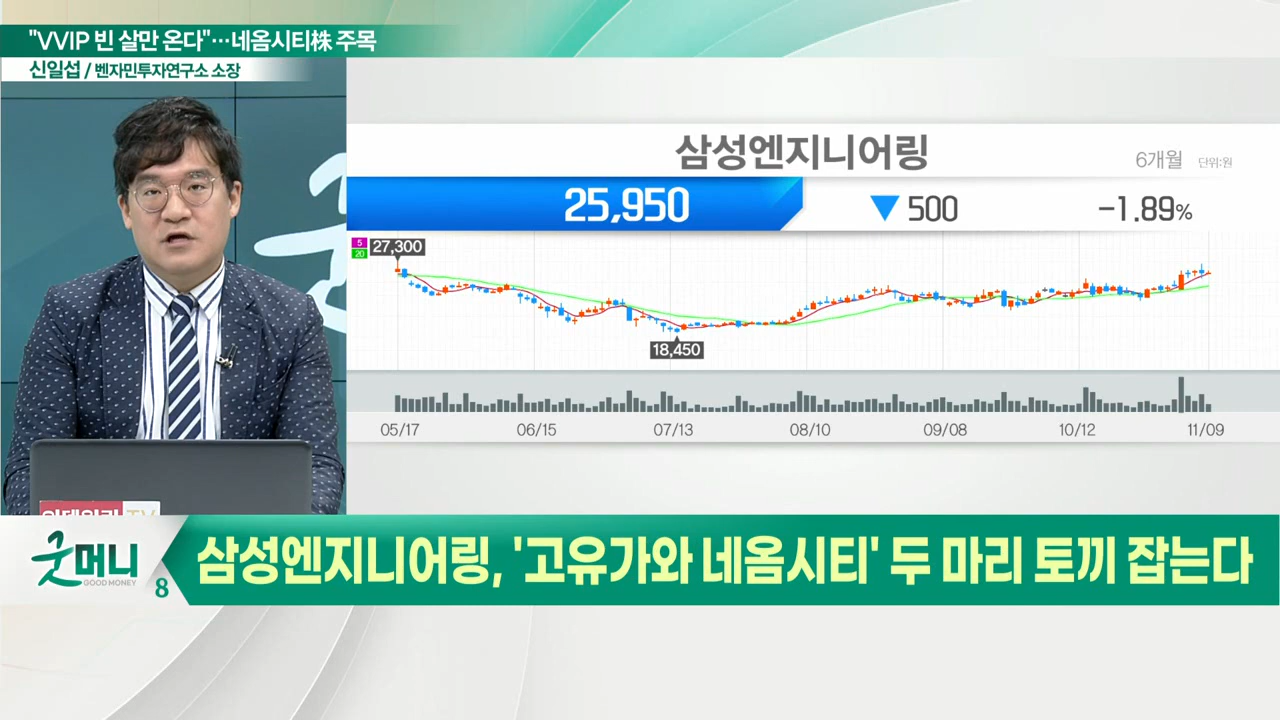 "VVIP 빈 살만 온다"…네옴시티株 주목
신일섭 / 벤자민투자연구소 소장
삼성엔지니어링
6개월 단위:원
25,950 ▼ 500 -1.89%
5
20
27,300
18,450
05/17 06/15 07/13 08/10 09/08 10/12 11/09
굿머니
GOOD MONEY
8
삼성엔지니어링, '고유가와 네옴시티' 두 마리 토끼 잡는다